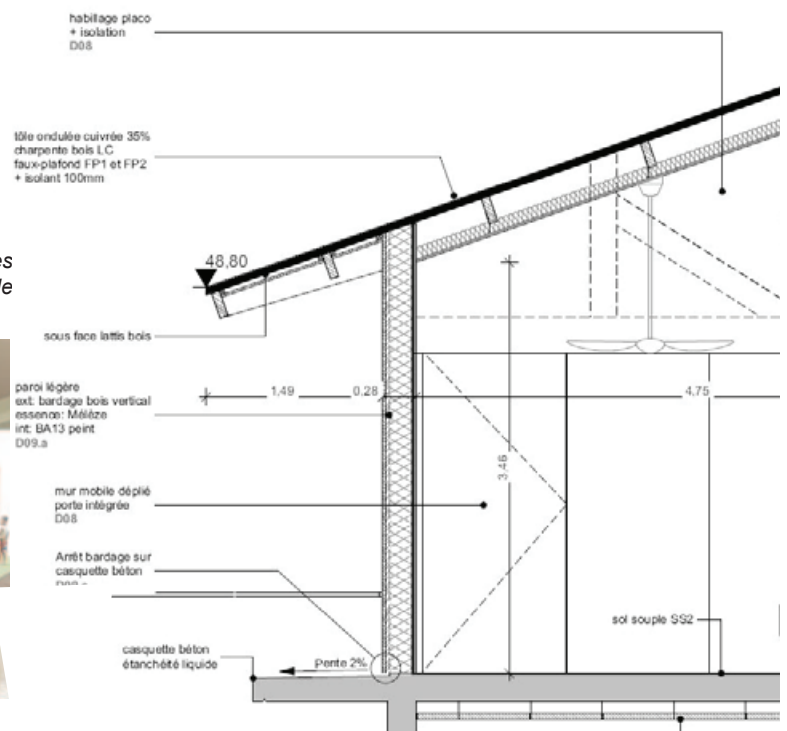 habillage placo
+ isolation
D08
tôle ondulée cuivrée 35%
charpente bois LC
faux-plafond FP1 et FP2
+ isolant 100mm
es
le
48,80
sous face lattis bois
paroi légère
ext: bardage bois vertical
essence: Mélèze
int: BA13 peint
D09.a
1,49
0,28
4,75
3,46
mur mobile déplié
porte intégrée
D08
Arrêt bardage sur
casquette béton
sol souple SS2
casquette béton
étanchéité liquide
Pente 2%